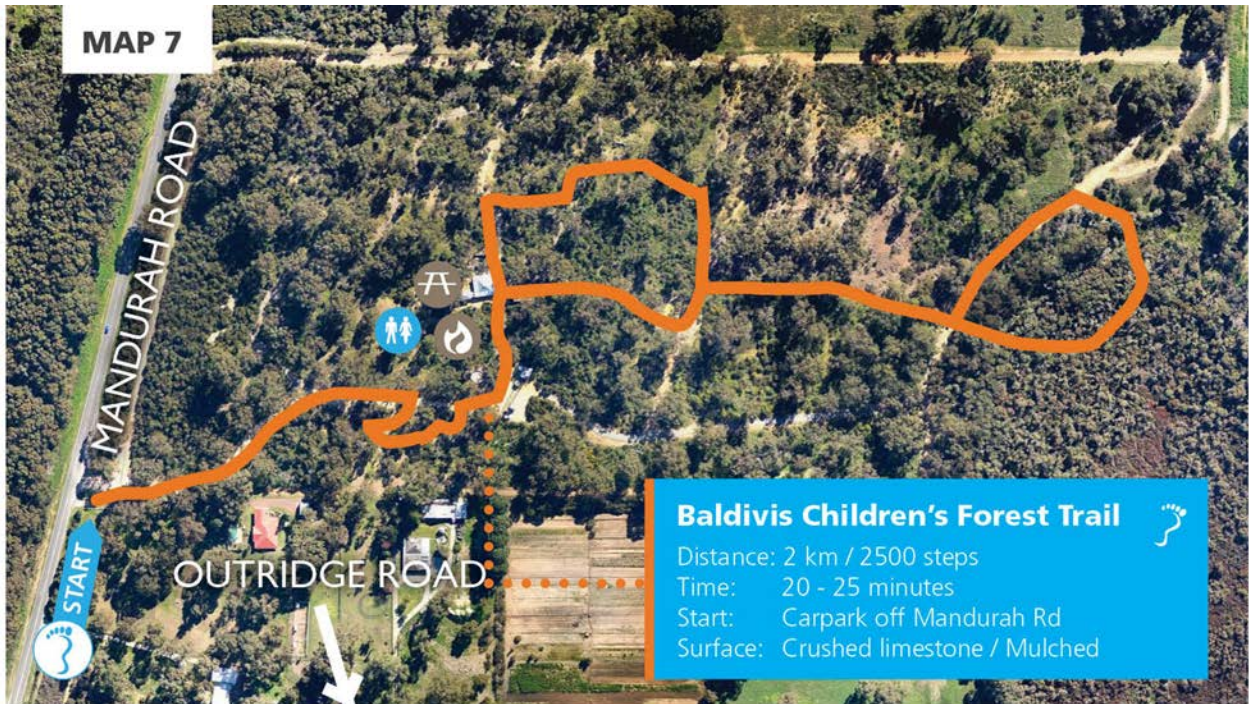 MAP 7
MANDURAH ROAD
START
OUTRIDGE ROAD
Baldivis Children's Forest Trail
Distance: 2 km / 2500 steps
Time: 20 - 25 minutes
Start: Carpark off Mandurah Rd
Surface: Crushed limestone / Mulched